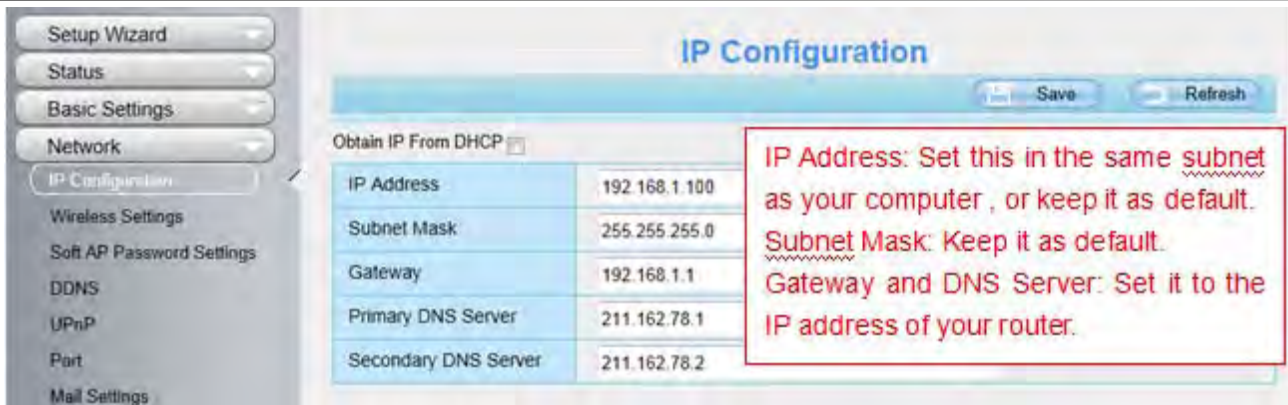 Setup Wizard
Status
Basic Settings
Network
IP Configuration
Wireless Settings
Soft AP Password Settings
DDNS
UPnP
Port
Mail Settings
IP Configuration
Save
Refresh
Obtain IP From DHCP
IP Address 192.168.1.100
Subnet Mask 255.255.255.0
Gateway 192.168.1.1
Primary DNS Server 211.162.78.1
Secondary DNS Server 211.162.78.2
IP Address: Set this in the same subnet
as your computer , or keep it as default.
Subnet Mask: Keep it as default.
Gateway and DNS Server: Set it to the
IP address of your router.